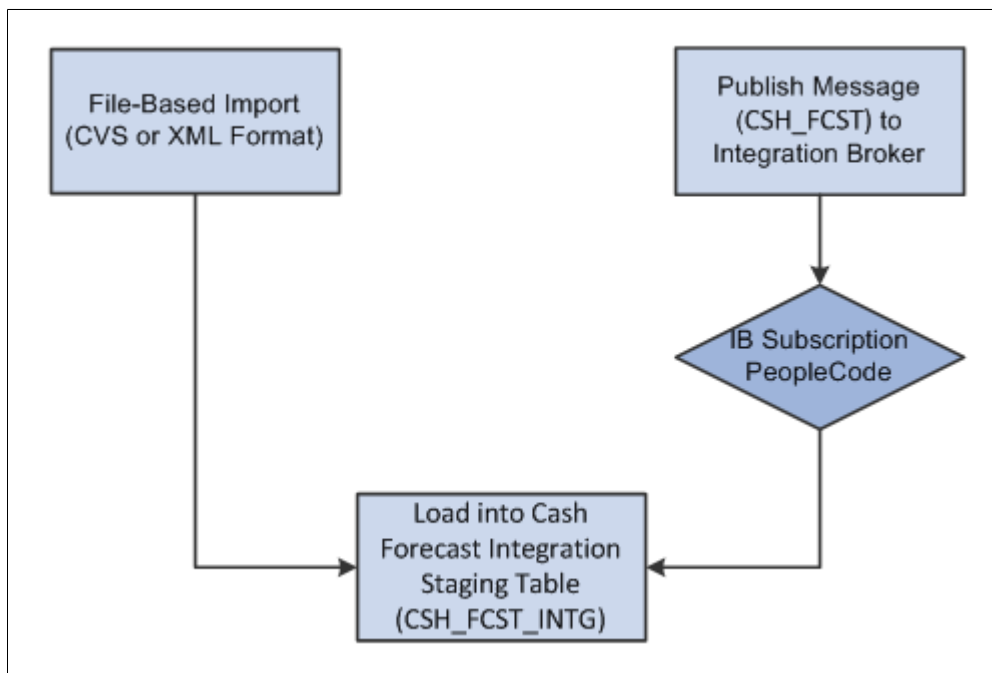 File-Based Import
(CVS or XML Format)
Publish Message
(CSH_FCST) to
Integration Broker
IB Subscription
PeopleCode
Load into Cash
Forecast Integration
Staging Table
(CSH_FCST_INTG)